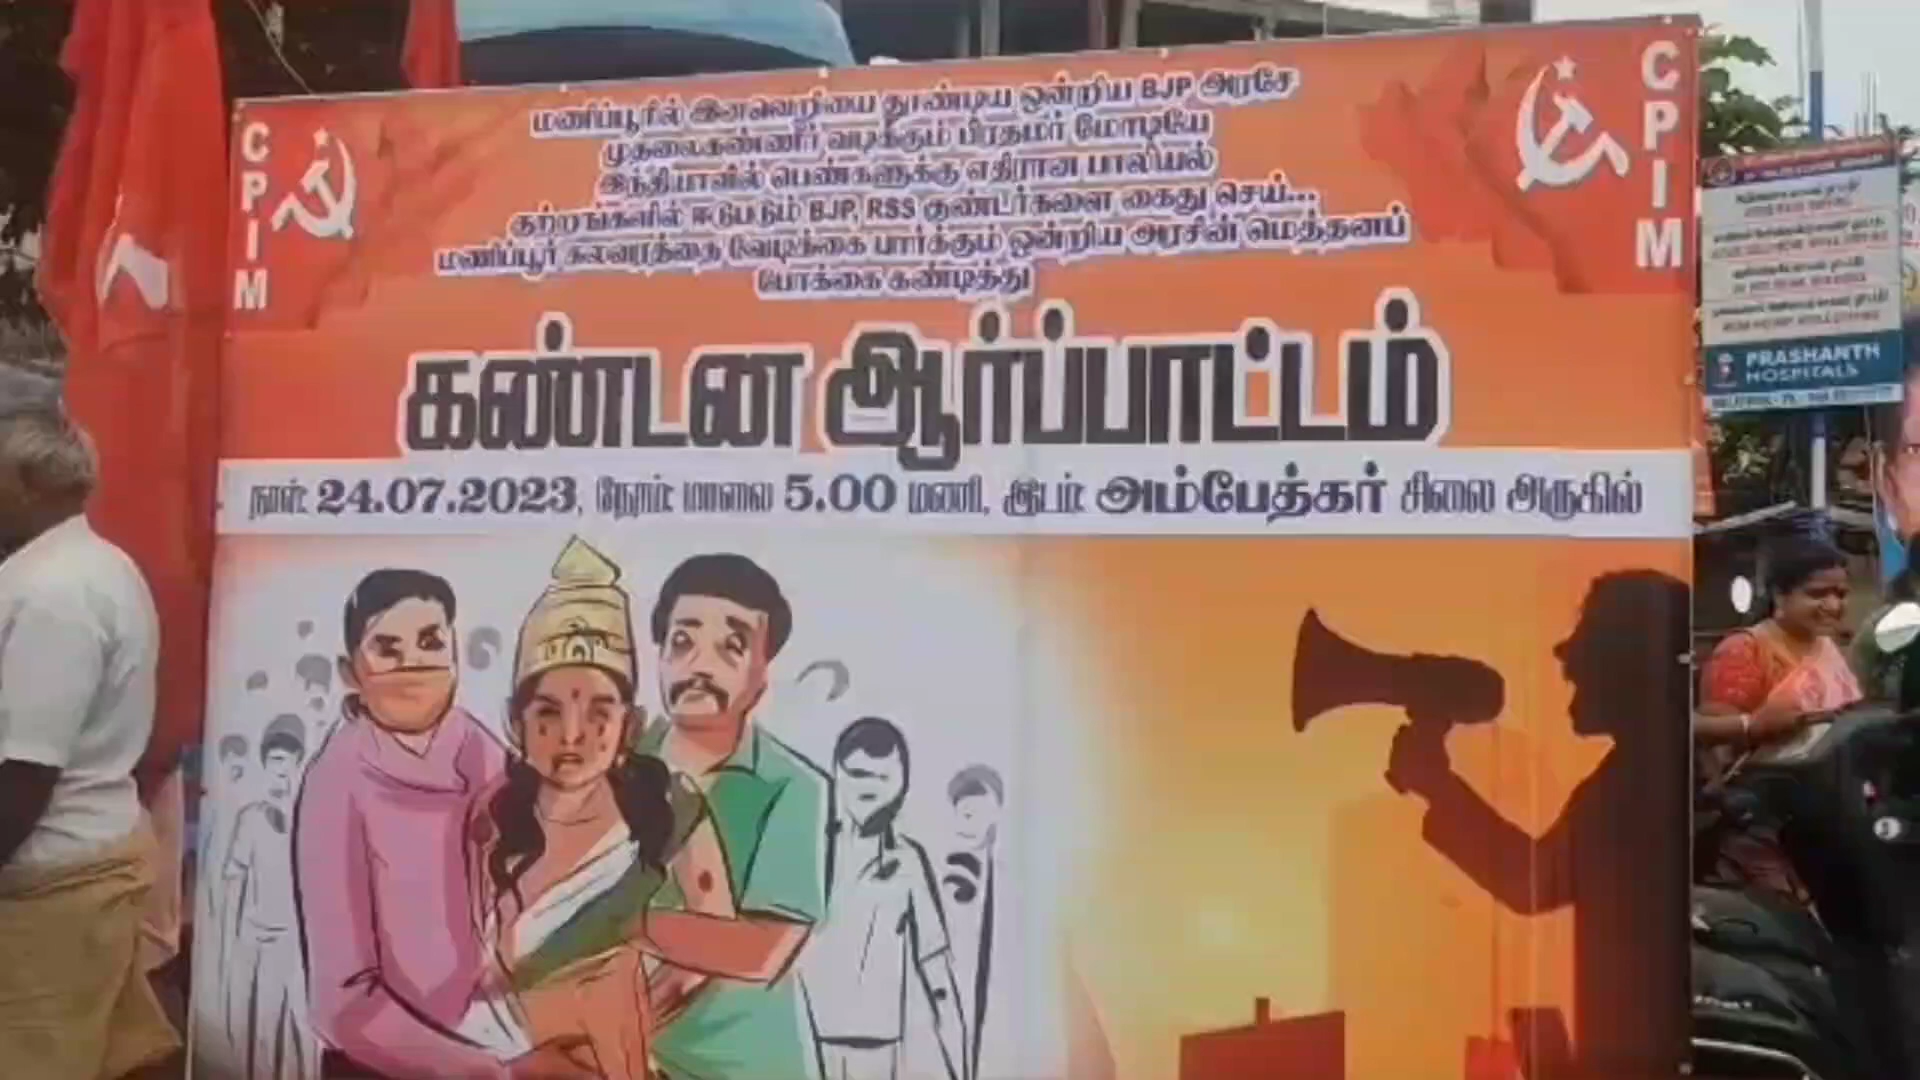 CPIM
CPIM
மணிப்பூரில் இனவெறியை தூண்டிய ஒன்றிய BJP அரசே
முதலைகண்ணீர் வடிக்கும் பிரதமர் மோடியே
இந்தியாவில் பெண்களுக்கு எதிரான பாலியல்
குற்றங்களில் ஈடுபடும் BJP, RSS குண்டர்களை கைது செய்...
மணிப்பூர் கலவரத்தை வேடிக்கை பார்க்கும் ஒன்றிய அரசின் மெத்தனப்
போக்கை கண்டித்து
கண்டன ஆர்ப்பாட்டம்
நாள்: 24.07.2023, நேரம்: மாலை 5.00 மணி, இடம்: அம்பேத்கர் சிலை அருகில்
PRASHANTH
HOSPITALS